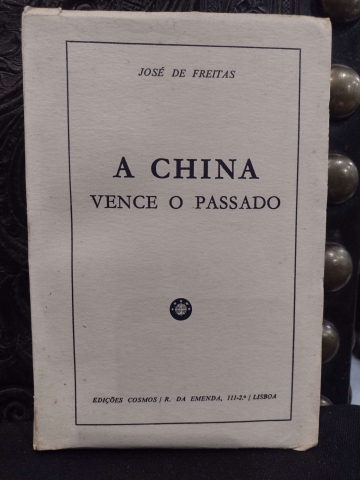 JOSÉ DE FREITAS
A CHINA
VENCE O PASSADO
EDIÇÕES COSMOS / R. DA EMENDA, 111-2.º / LISBOA